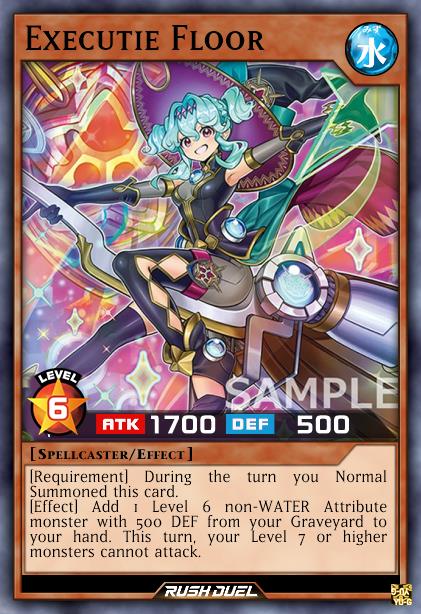 Executie Floor
みず
水
SAMPLE
LEVEL
6
ATK 1700 DEF 500
[Spellcaster/Effect]
[Requirement] During the turn you Normal
Summoned this card.
[Effect] Add 1 Level 6 non-WATER Attribute
monster with 500 DEF from your Graveyard to
your hand. This turn, your Level 7 or higher
monsters cannot attack.
RUSH DUEL